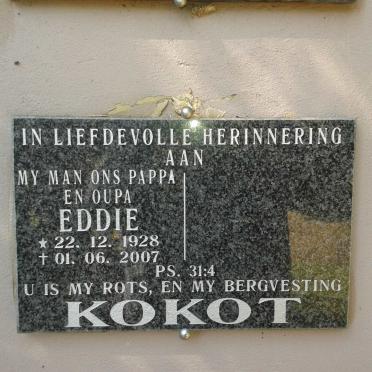 IN LIEFDEVOLLE HERINNERING
AAN
MY MAN ONS PAPPA
EN OUPA
EDDIE
★ 22. 12. 1928
† 01. 06. 2007
PS. 31:4
U IS MY ROTS, EN MY BERGVESTING
KOKOT